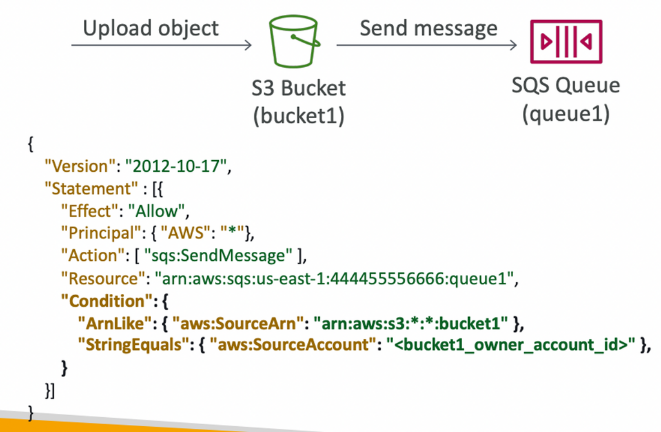 Upload object
Send message
S3 Bucket
(bucket1)
SQS Queue
(queue1)
{
"Version": "2012-10-17",
"Statement" : [{
"Effect": "Allow",
"Principal": { "AWS": "*"},
"Action": [ "sqs:SendMessage" ],
"Resource": "arn:aws:sqs:us-east-1:444455556666:queue1",
"Condition": {
"ArnLike": { "aws:SourceArn": "arn:aws:s3:*:*:bucket1" },
"StringEquals": { "aws:SourceAccount": "<bucket1_owner_account_id>" },
}
}]
}